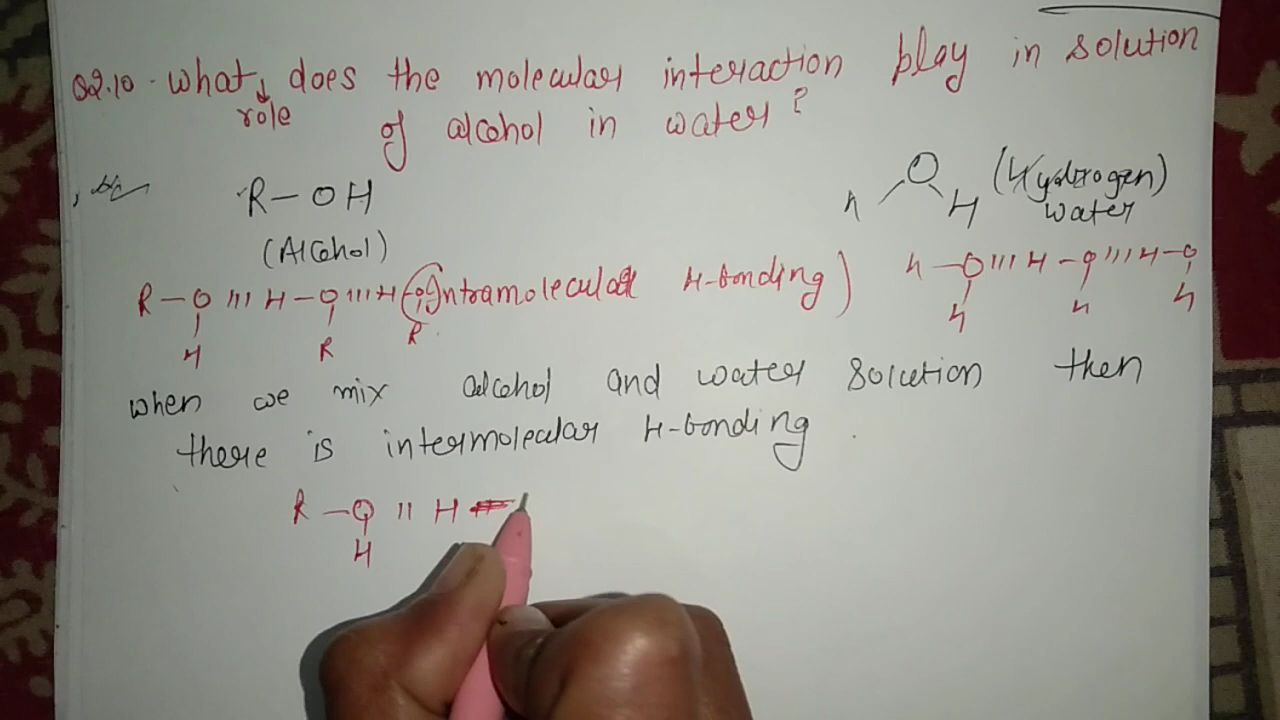 Q2.10. What does the molecular interaction play in solution
role
of alcohol in water?
R-OH
(Alcohol)
O
H H
(Hydrogen)
water
R-O ||| H-O ||| H (O Intramolecular H-bonding)
H R R
H-O ||| H-O ||| H-O
H H H
when we mix alcohol and water solution then
there is intermolecular H-bonding
R-O || H
H